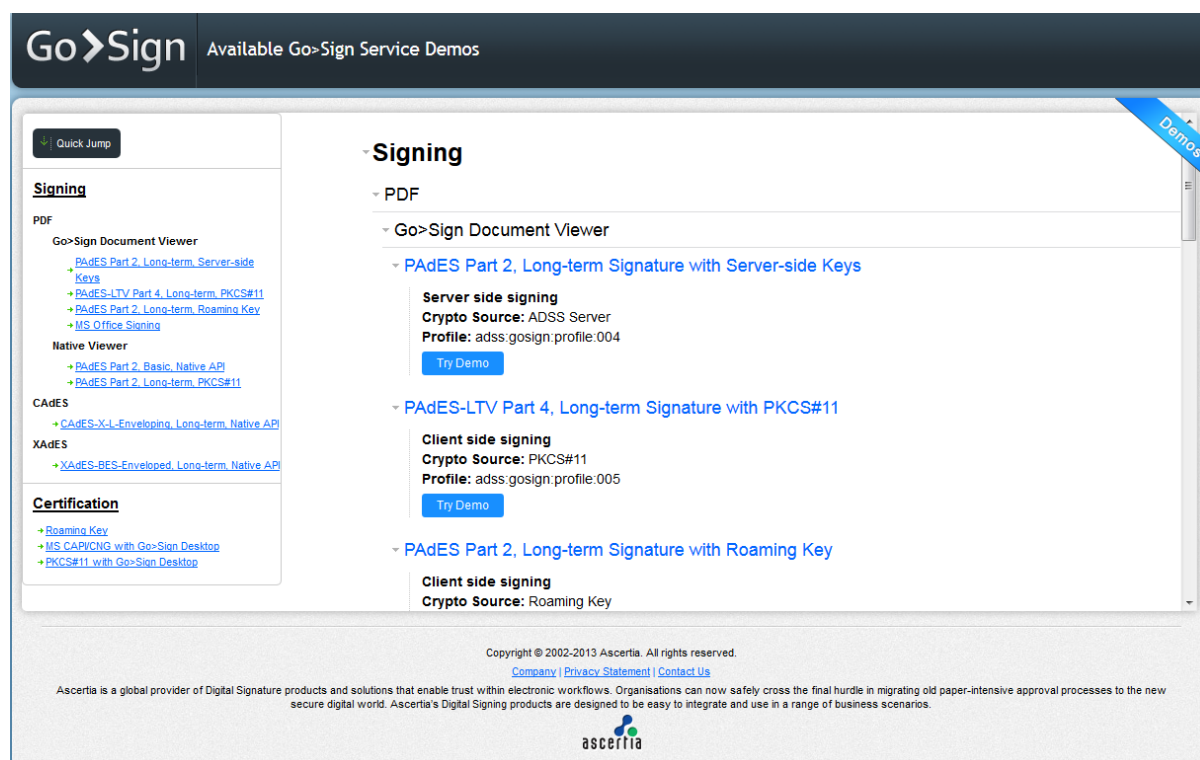 Go>Sign
Available Go>Sign Service Demos
Demos
Quick Jump
Signing
PDF
Go>Sign Document Viewer
PAdES Part 2, Long-term, Server-side
Keys
PAdES-LTV Part 4, Long-term, PKCS#11
PAdES Part 2, Long-term, Roaming Key
MS Office Signing
Native Viewer
PAdES Part 2, Basic, Native API
PAdES Part 2, Long-term, PKCS#11
CAdES
CAdES-X-L-Enveloping, Long-term, Native API
XAdES
XAdES-BES-Enveloped, Long-term, Native API
Certification
Roaming Key
MS CAPI/CNG with Go>Sign Desktop
PKCS#11 with Go>Sign Desktop
Signing
PDF
Go>Sign Document Viewer
PAdES Part 2, Long-term Signature with Server-side Keys
Server side signing
Crypto Source: ADSS Server
Profile: adss:gosign:profile:004
Try Demo
PAdES-LTV Part 4, Long-term Signature with PKCS#11
Client side signing
Crypto Source: PKCS#11
Profile: adss:gosign:profile:005
Try Demo
PAdES Part 2, Long-term Signature with Roaming Key
Client side signing
Crypto Source: Roaming Key
Copyright © 2002-2013 Ascertia. All rights reserved.
Company | Privacy Statement | Contact Us
Ascertia is a global provider of Digital Signature products and solutions that enable trust within electronic workflows. Organisations can now safely cross the final hurdle in migrating old paper-intensive approval processes to the new
secure digital world. Ascertia's Digital Signing products are designed to be easy to integrate and use in a range of business scenarios.
ascertia